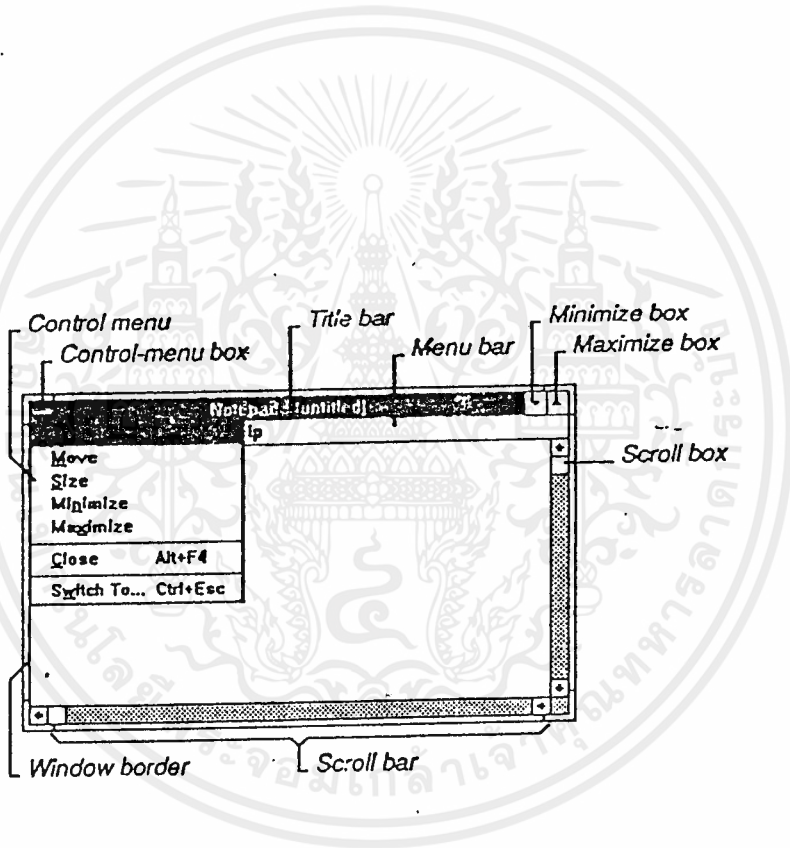 Control menu
Title bar
Minimize box
Control-menu box
Menu bar
Maximize box
Notepad - [untitled]
lp
Scroll box
Move
Size
Minimize
Maximize
Close Alt+F4
Switch To... Ctrl+Esc
Window border
Scroll bar